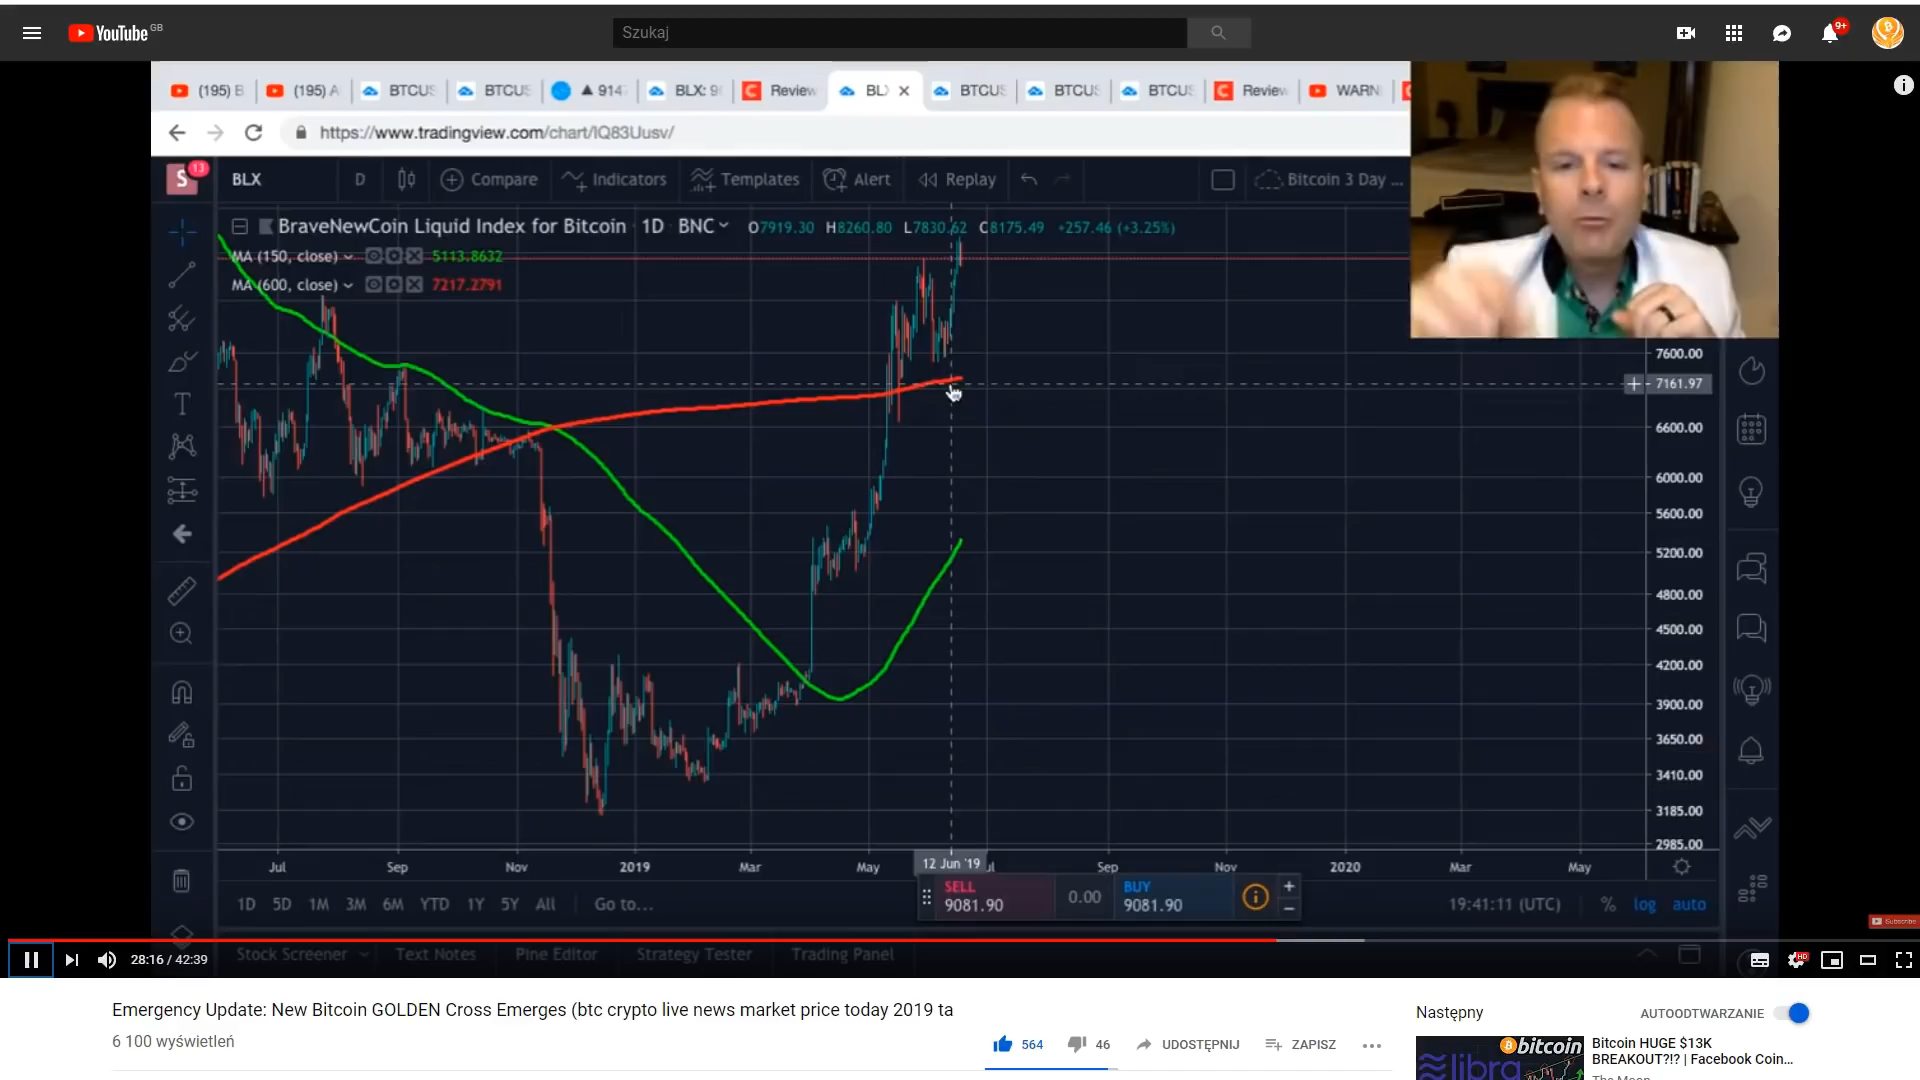 YouTube GB
Szukaj
9+
(195) B
(195) A
BTCUS
BTCUS
▲ 914
BLX: 9
Review
BLX
BTCUS
BTCUS
BTCUS
Review
WARN
https://www.tradingview.com/chart/IQ83Uusv/
S 13
BLX
D
Compare
Indicators
Templates
Alert
Replay
Bitcoin 3 Day ...
BraveNewCoin Liquid Index for Bitcoin 1D BNC O7919.30 H8260.80 L7830.62 C8175.49 +257.46 (+3.25%)
MA (150, close) 5113.8632
MA (600, close) 7217.2791
7600.00
7161.97
6600.00
6000.00
5600.00
5200.00
4800.00
4500.00
4200.00
3900.00
3650.00
3410.00
3185.00
2985.00
Jul Sep Nov 2019 Mar May 12 Jun '19 ul Sep Nov 2020 Mar May
SELL
9081.90
0.00
BUY
9081.90
1D 5D 1M 3M 6M YTD 1Y 5Y All Go to... 19:41:11 (UTC) % log auto
Stock Screener Text Notes Pine Editor Strategy Tester Trading Panel
Subscribe
28:16 / 42:39
HD
Emergency Update: New Bitcoin GOLDEN Cross Emerges (btc crypto live news market price today 2019 ta
6 100 wyświetleń
564
46
UDOSTĘPNIJ
ZAPISZ
Następny
AUTOODTWARZANIE
bitcoin
libra
Bitcoin HUGE $13K
BREAKOUT?!? | Facebook Coin...
The Moon